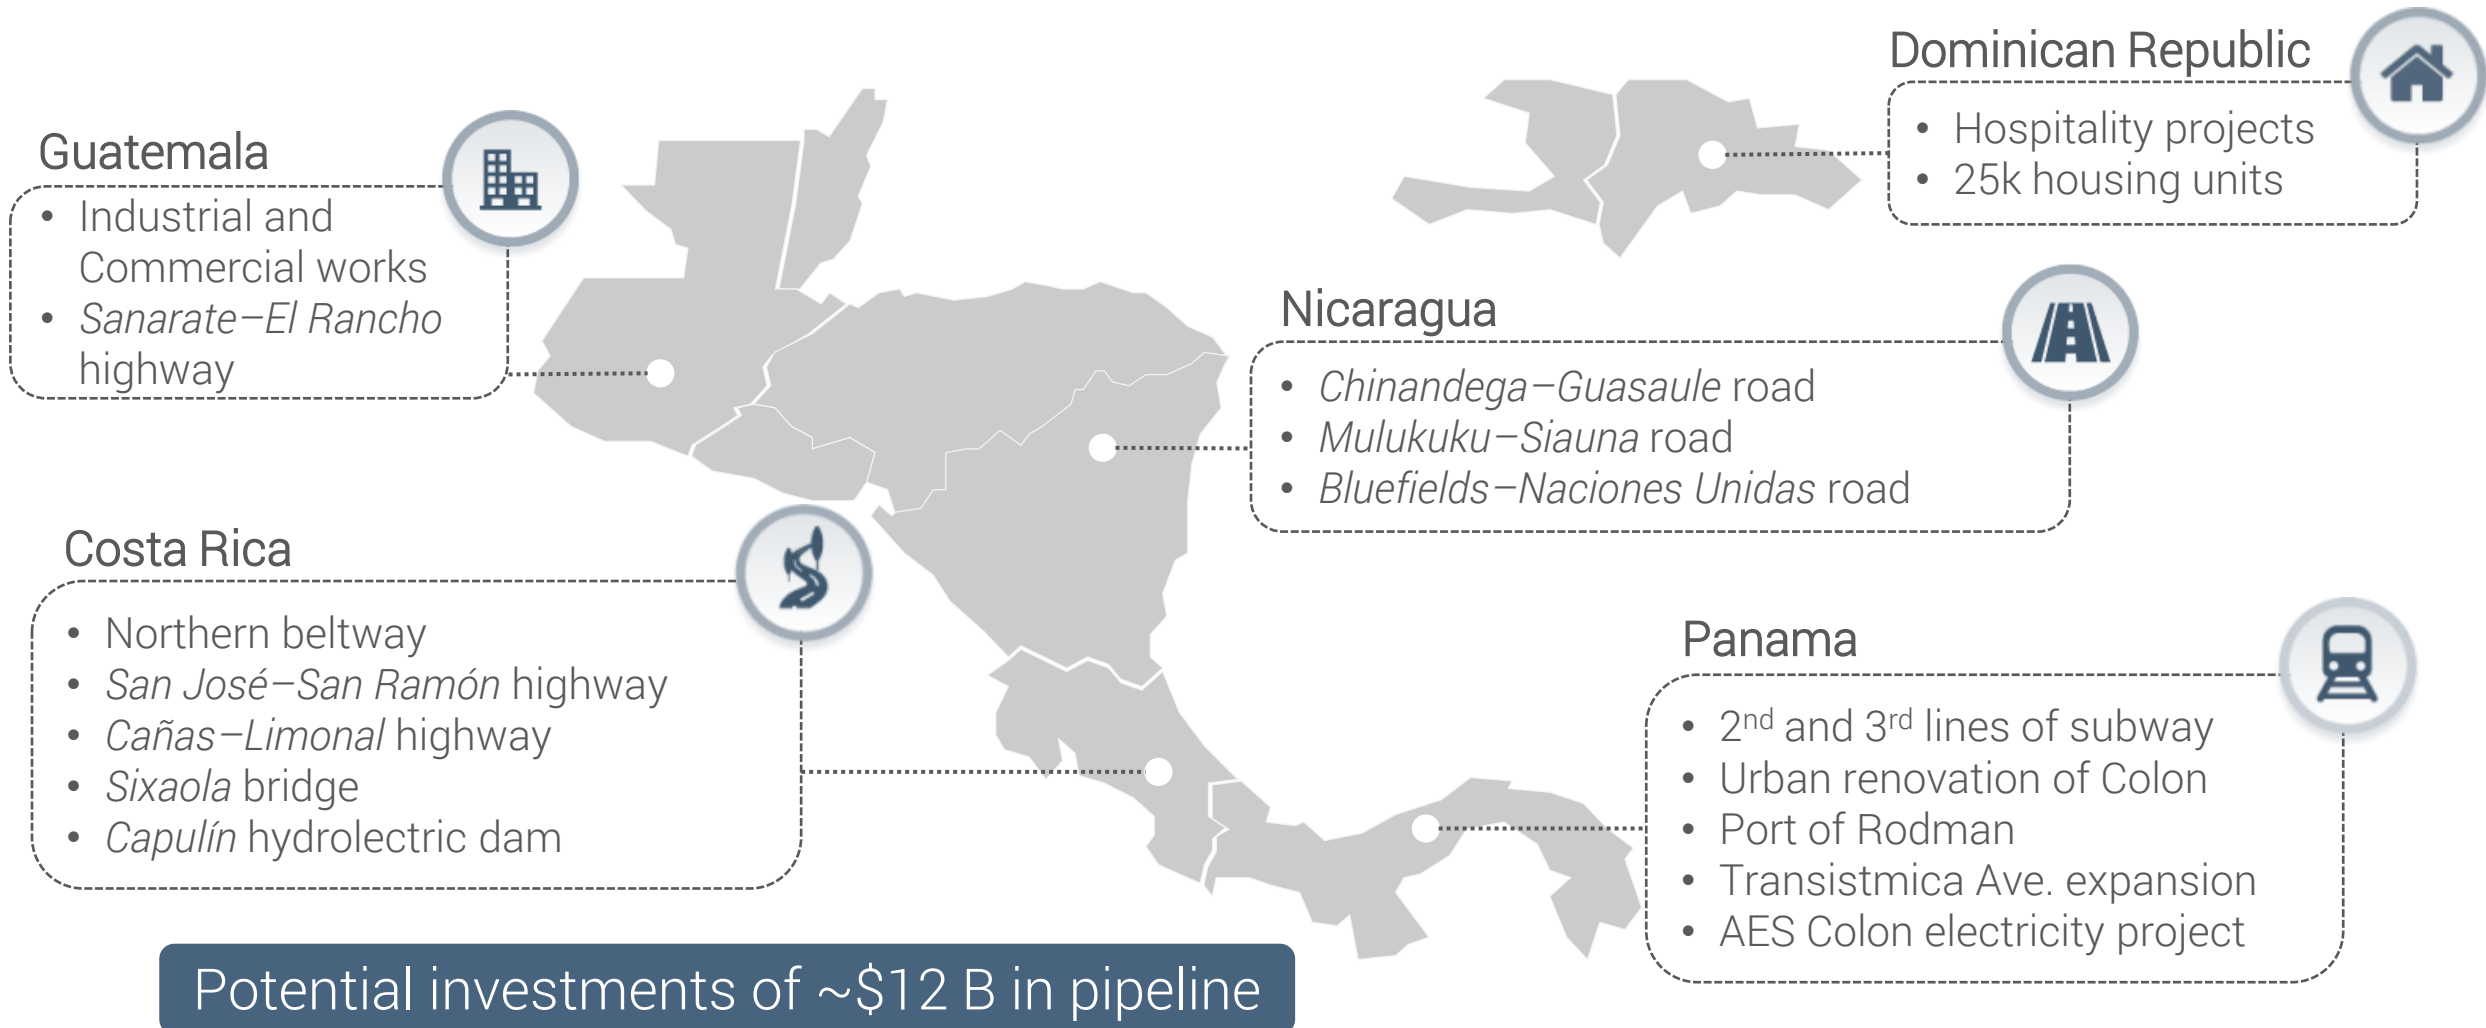 Dominican Republic
• Hospitality projects
• 25k housing units
Guatemala
• Industrial and
Commercial works
• Sanarate–El Rancho
highway
Nicaragua
• Chinandega–Guasaule road
• Mulukuku–Siauna road
• Bluefields–Naciones Unidas road
Costa Rica
• Northern beltway
• San José–San Ramón highway
• Cañas–Limonal highway
• Sixaola bridge
• Capulín hydrolectric dam
Panama
• 2nd and 3rd lines of subway
• Urban renovation of Colon
• Port of Rodman
• Transistmica Ave. expansion
• AES Colon electricity project
Potential investments of ~$12 B in pipeline